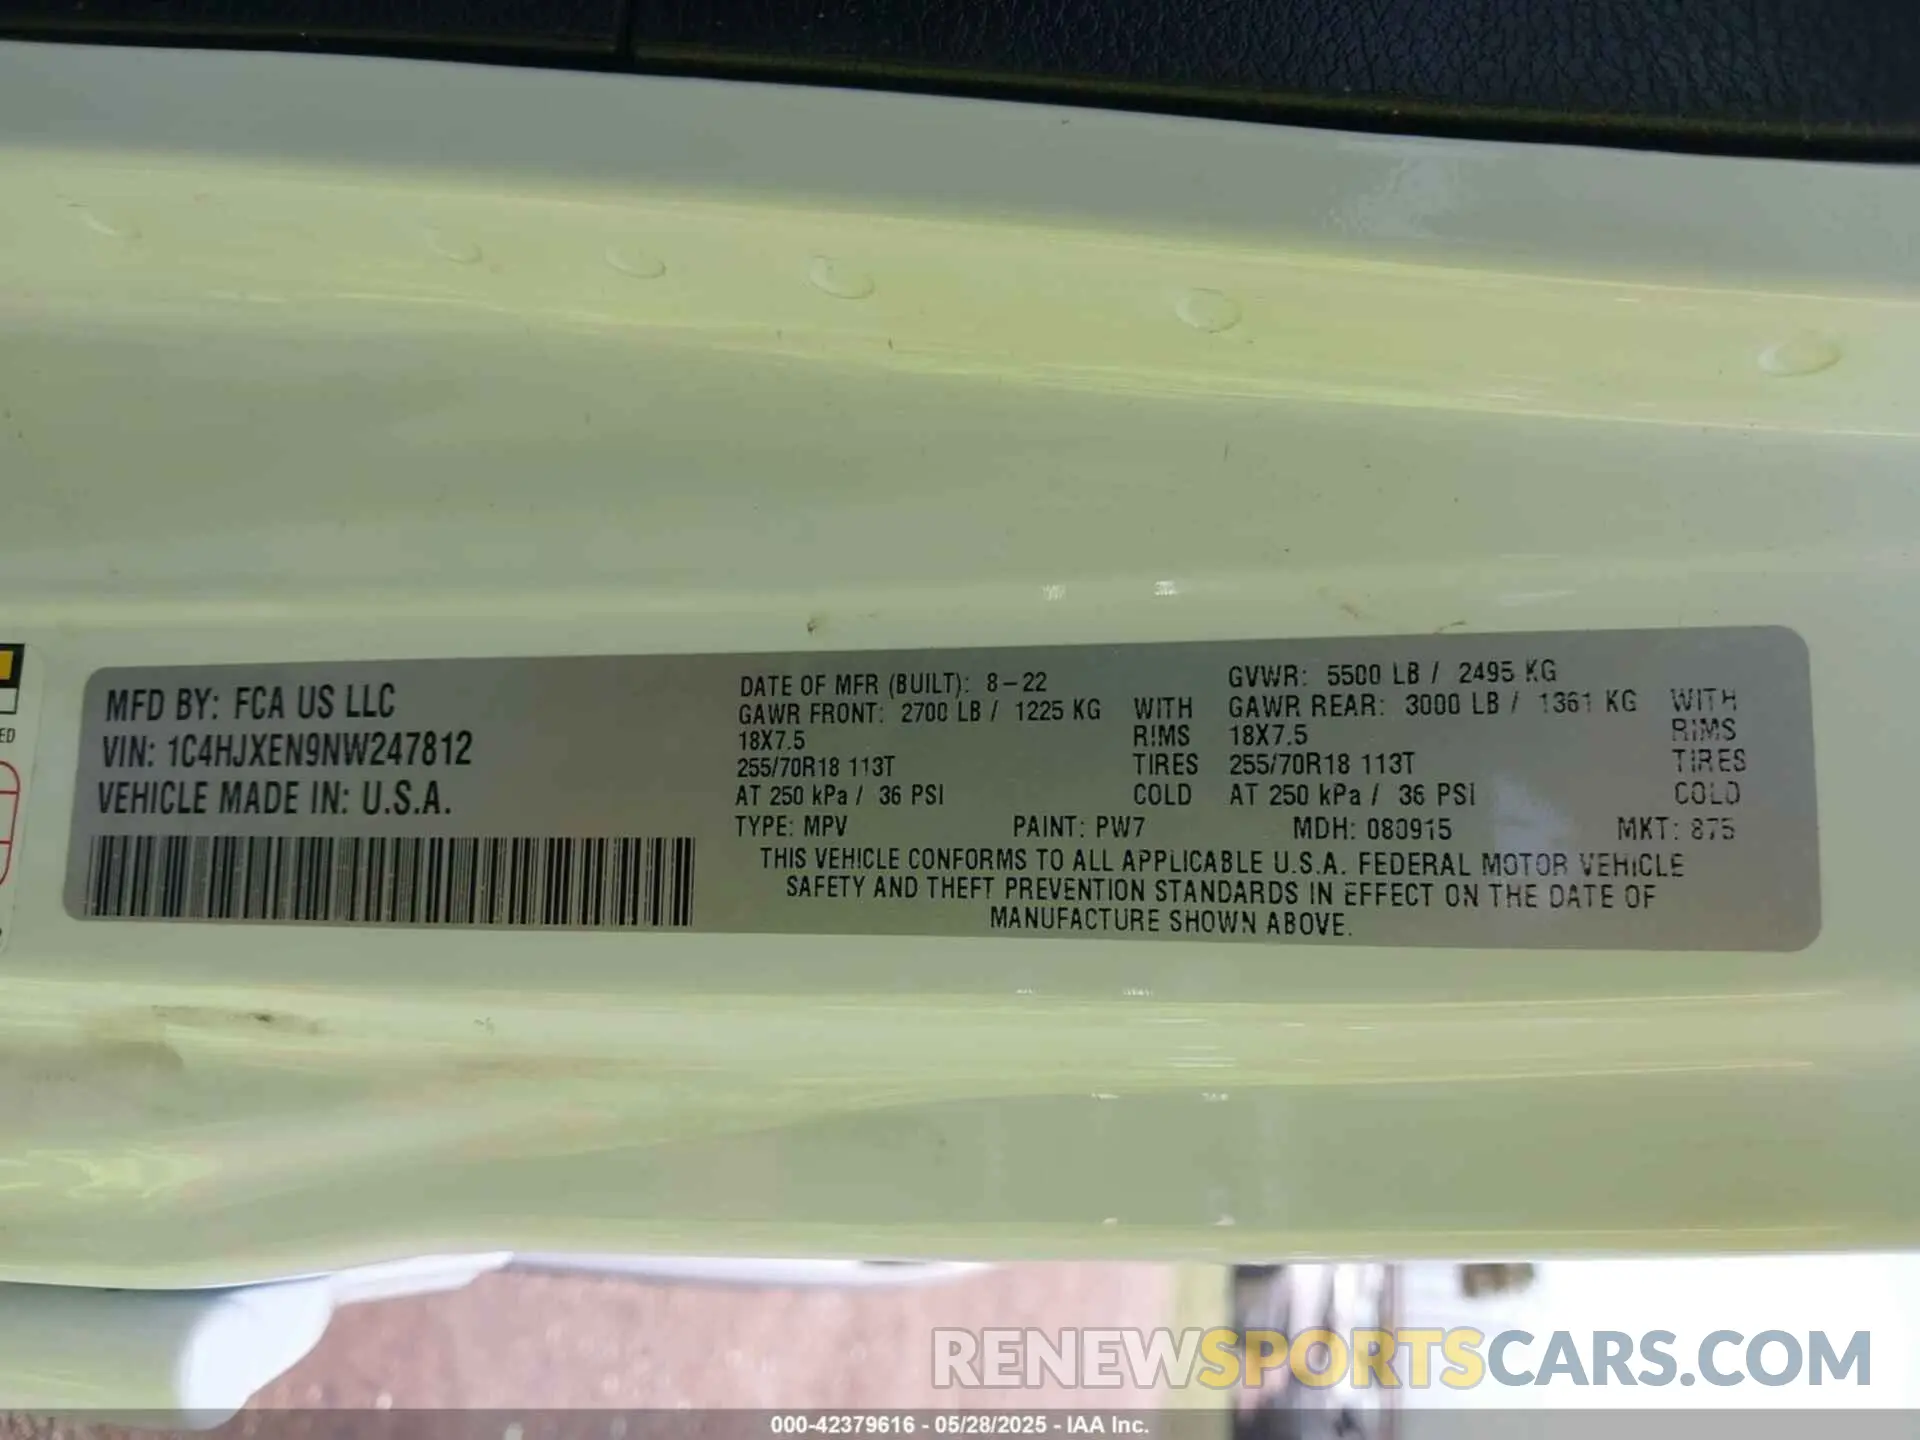 ED
MFD BY: FCA US LLC
VIN: 1C4HJXEN9NW247812
VEHICLE MADE IN: U.S.A.
DATE OF MFR (BUILT): 8-22 GVWR: 5500 LB / 2495 KG
GAWR FRONT: 2700 LB / 1225 KG WITH GAWR REAR: 3000 LB / 1361 KG WITH
18X7.5 RIMS 18X7.5 RIMS
255/70R18 113T TIRES 255/70R18 113T TIRES
AT 250 kPa / 36 PSI COLD AT 250 kPa / 36 PSI COLD
TYPE: MPV PAINT: PW7 MDH: 080915 MKT: 875
THIS VEHICLE CONFORMS TO ALL APPLICABLE U.S.A. FEDERAL MOTOR VEHICLE
SAFETY AND THEFT PREVENTION STANDARDS IN EFFECT ON THE DATE OF
MANUFACTURE SHOWN ABOVE.
RENEWSPORTSCARS.COM
000-42379616 - 05/28/2025 - IAA Inc.